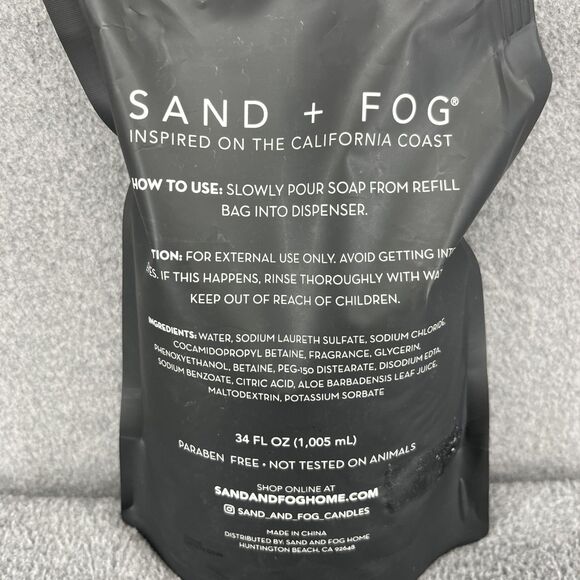 SAND + FOG®
INSPIRED ON THE CALIFORNIA COAST
HOW TO USE: SLOWLY POUR SOAP FROM REFILL
BAG INTO DISPENSER.
TION: FOR EXTERNAL USE ONLY. AVOID GETTING INT
ES. IF THIS HAPPENS, RINSE THOROUGHLY WITH WA
KEEP OUT OF REACH OF CHILDREN.
INGREDIENTS: WATER, SODIUM LAURETH SULFATE, SODIUM CHLORIDE,
COCAMIDOPROPYL BETAINE, FRAGRANCE, GLYCERIN,
PHENOXYETHANOL, BETAINE, PEG-150 DISTEARATE, DISODIUM EDTA,
SODIUM BENZOATE, CITRIC ACID, ALOE BARBADENSIS LEAF JUICE,
MALTODEXTRIN, POTASSIUM SORBATE
34 FL OZ (1,005 mL)
PARABEN FREE • NOT TESTED ON ANIMALS
SHOP ONLINE AT
SANDANDFOGHOME.COM
SAND_AND_FOG_CANDLES
MADE IN CHINA
DISTRIBUTED BY: SAND AND FOG HOME
HUNTINGTON BEACH, CA 92648